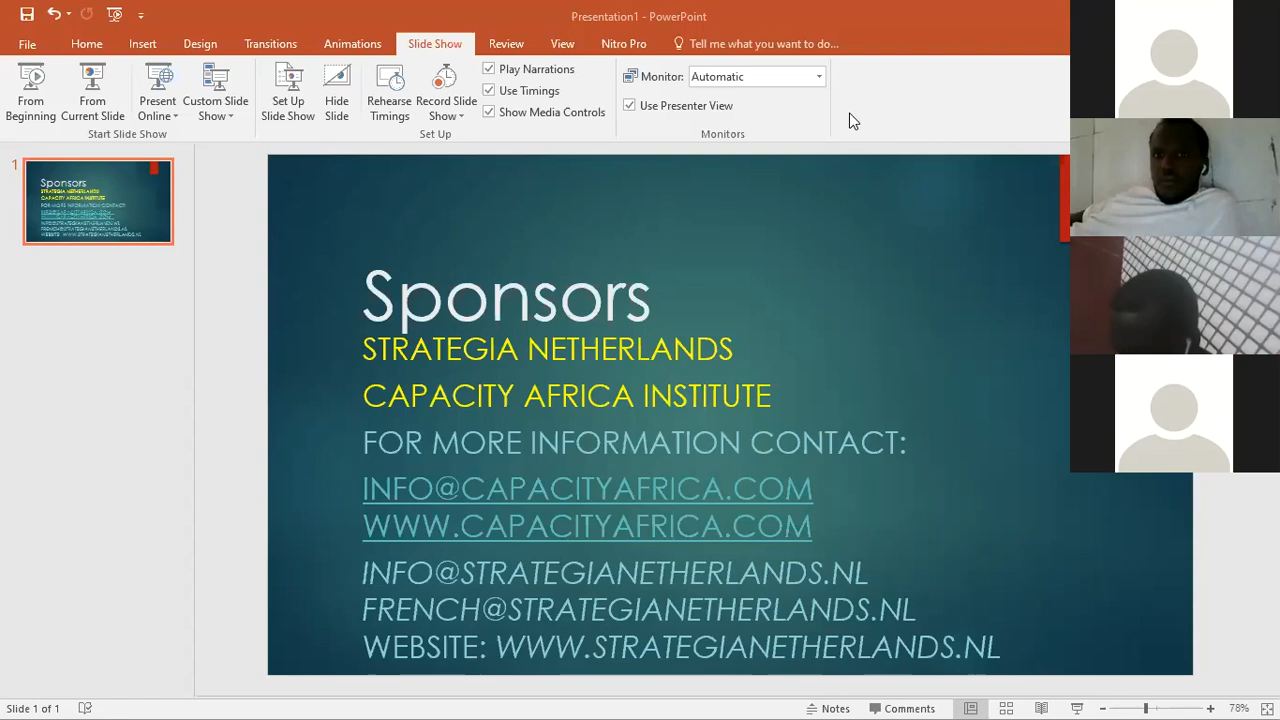 Presentation1 - PowerPoint
File Home Insert Design Transitions Animations Slide Show Review View Nitro Pro Tell me what you want to do...
From Beginning
From Current Slide
Present Online
Custom Slide Show
Set Up Slide Show
Hide Slide
Rehearse Timings
Record Slide Show
Play Narrations
Use Timings
Show Media Controls
Monitor: Automatic
Use Presenter View
Start Slide Show
Set Up
Monitors
1
Sponsors
STRATEGIA NETHERLANDS
CAPACITY AFRICA INSTITUTE
FOR MORE INFORMATION CONTACT:
INFO@CAPACITYAFRICA.COM
WWW.CAPACITYAFRICA.COM
INFO@STRATEGIANETHERLANDS.NL
FRENCH@STRATEGIANETHERLANDS.NL
WEBSITE: WWW.STRATEGIANETHERLANDS.NL
Slide 1 of 1
Notes
Comments
78%